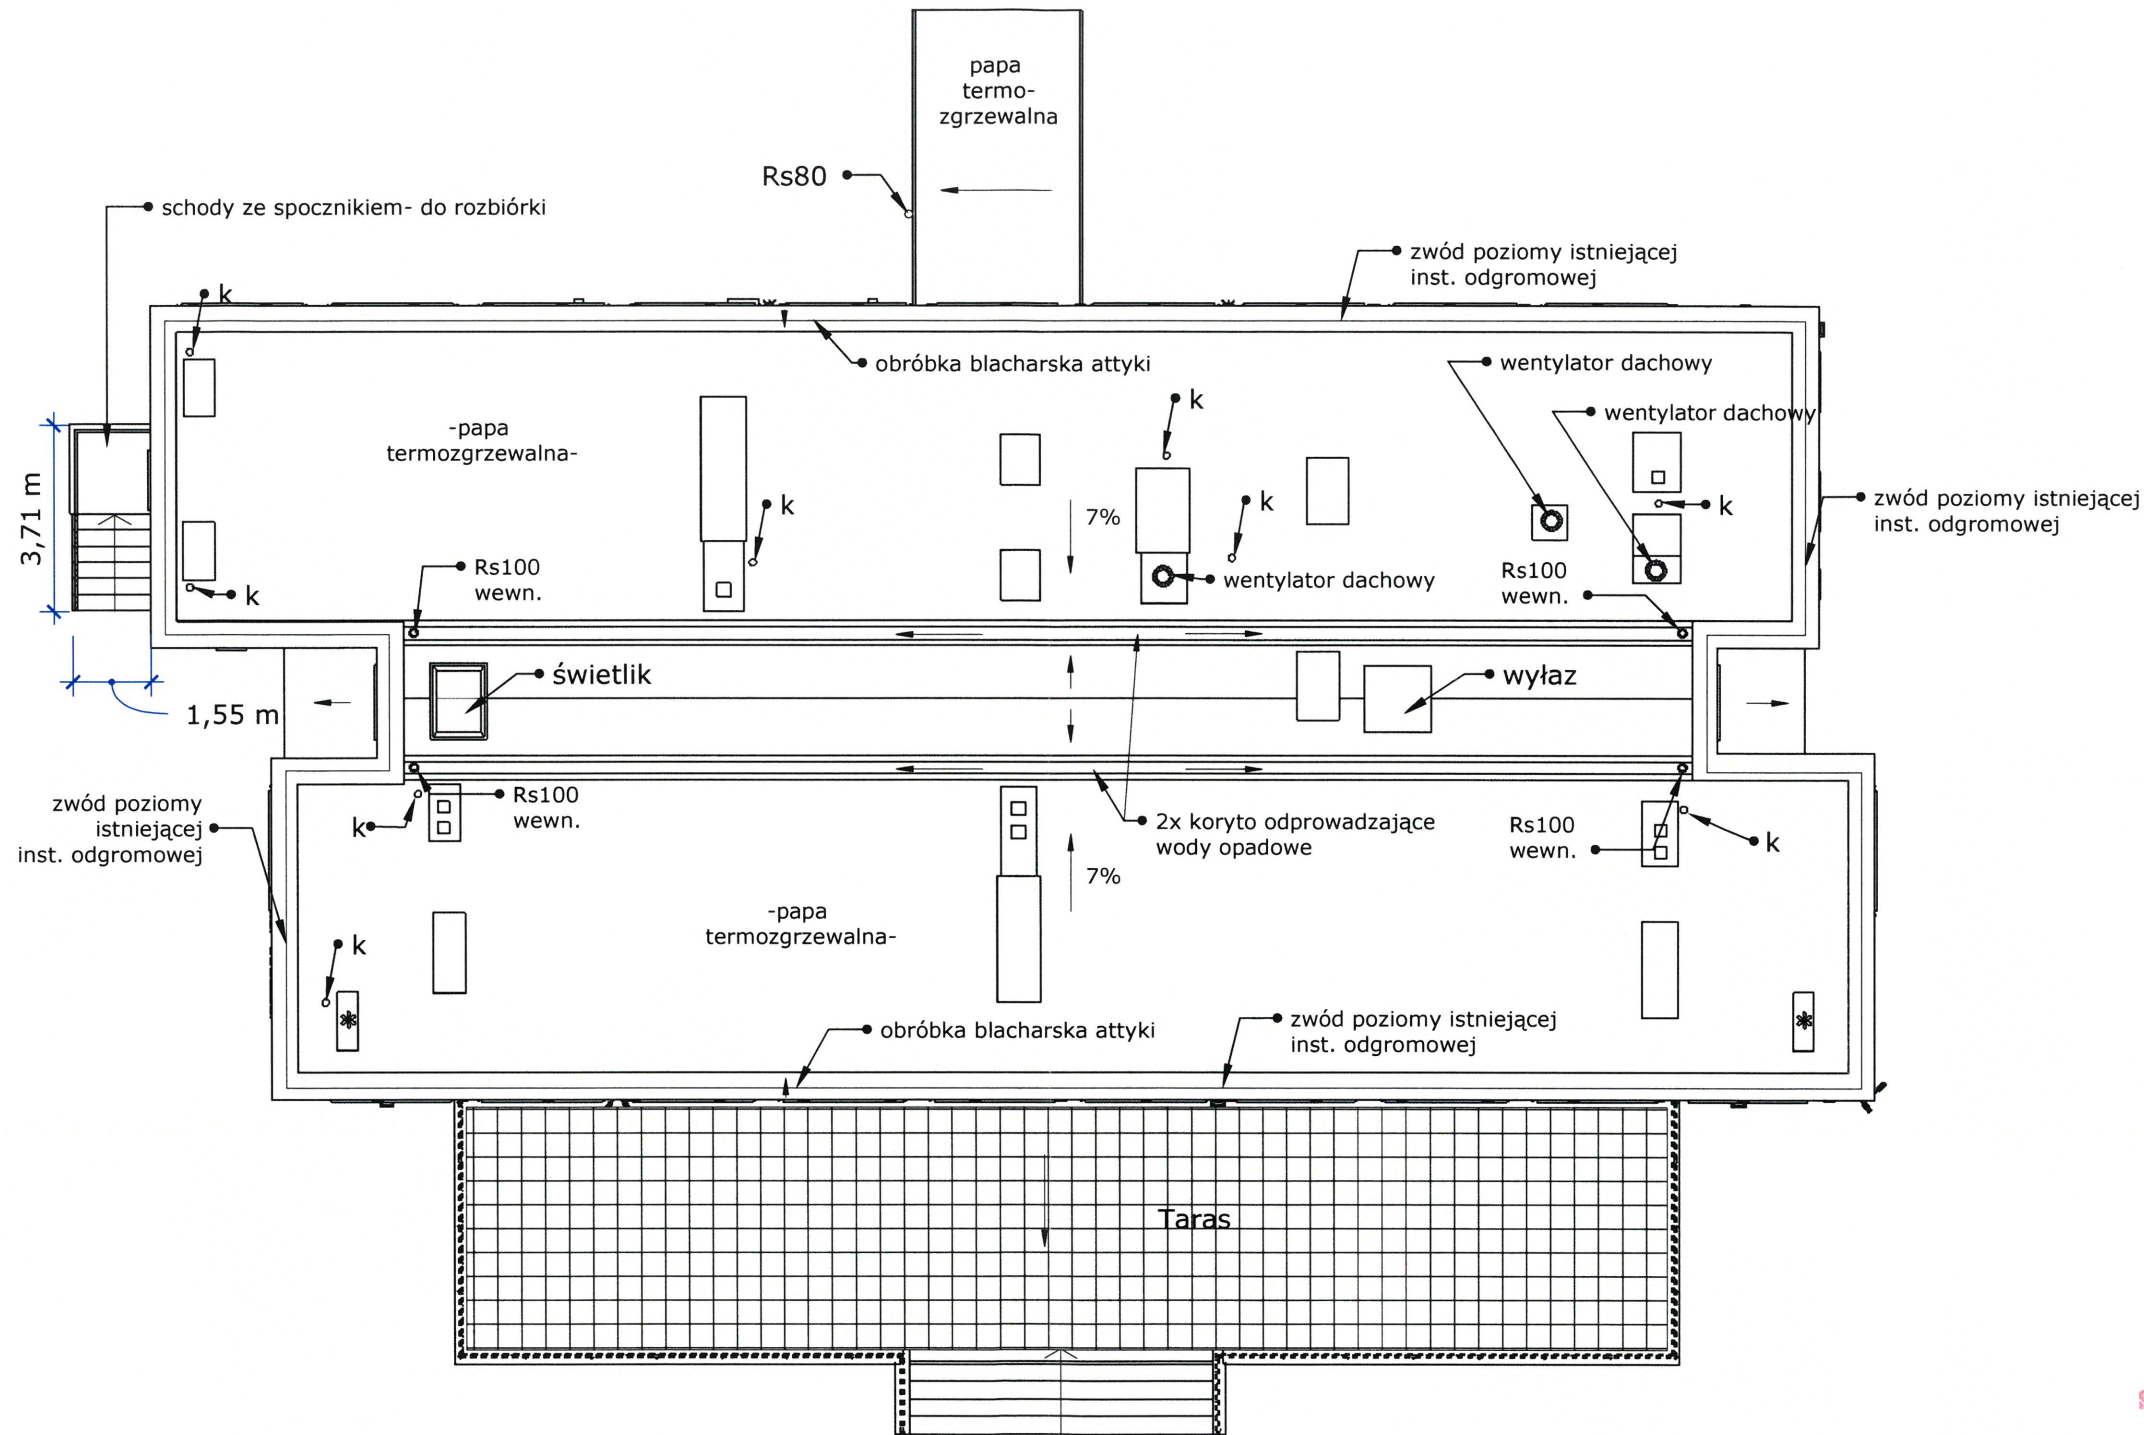 papa
termo-
zgrzewalna
Rs80
schody ze spocznikiem- do rozbiórki
zwód poziomy istniejącej
inst. odgromowej
k
obróbka blacharska attyki
wentylator dachowy
k
wentylator dachowy
-papa
termozgrzewalna-
3,71 m
k
k
7%
k
zwód poziomy istniejącej
inst. odgromowej
Rs100
wewn.
k
wentylator dachowy
Rs100
wewn.
świetlik
wyłaz
1,55 m
zwód poziomy
istniejącej
inst. odgromowej
Rs100
wewn.
k
2x koryto odprowadzające
wody opadowe
Rs100
wewn.
k
7%
-papa
termozgrzewalna-
k
obróbka blacharska attyki
zwód poziomy istniejącej
inst. odgromowej
Taras